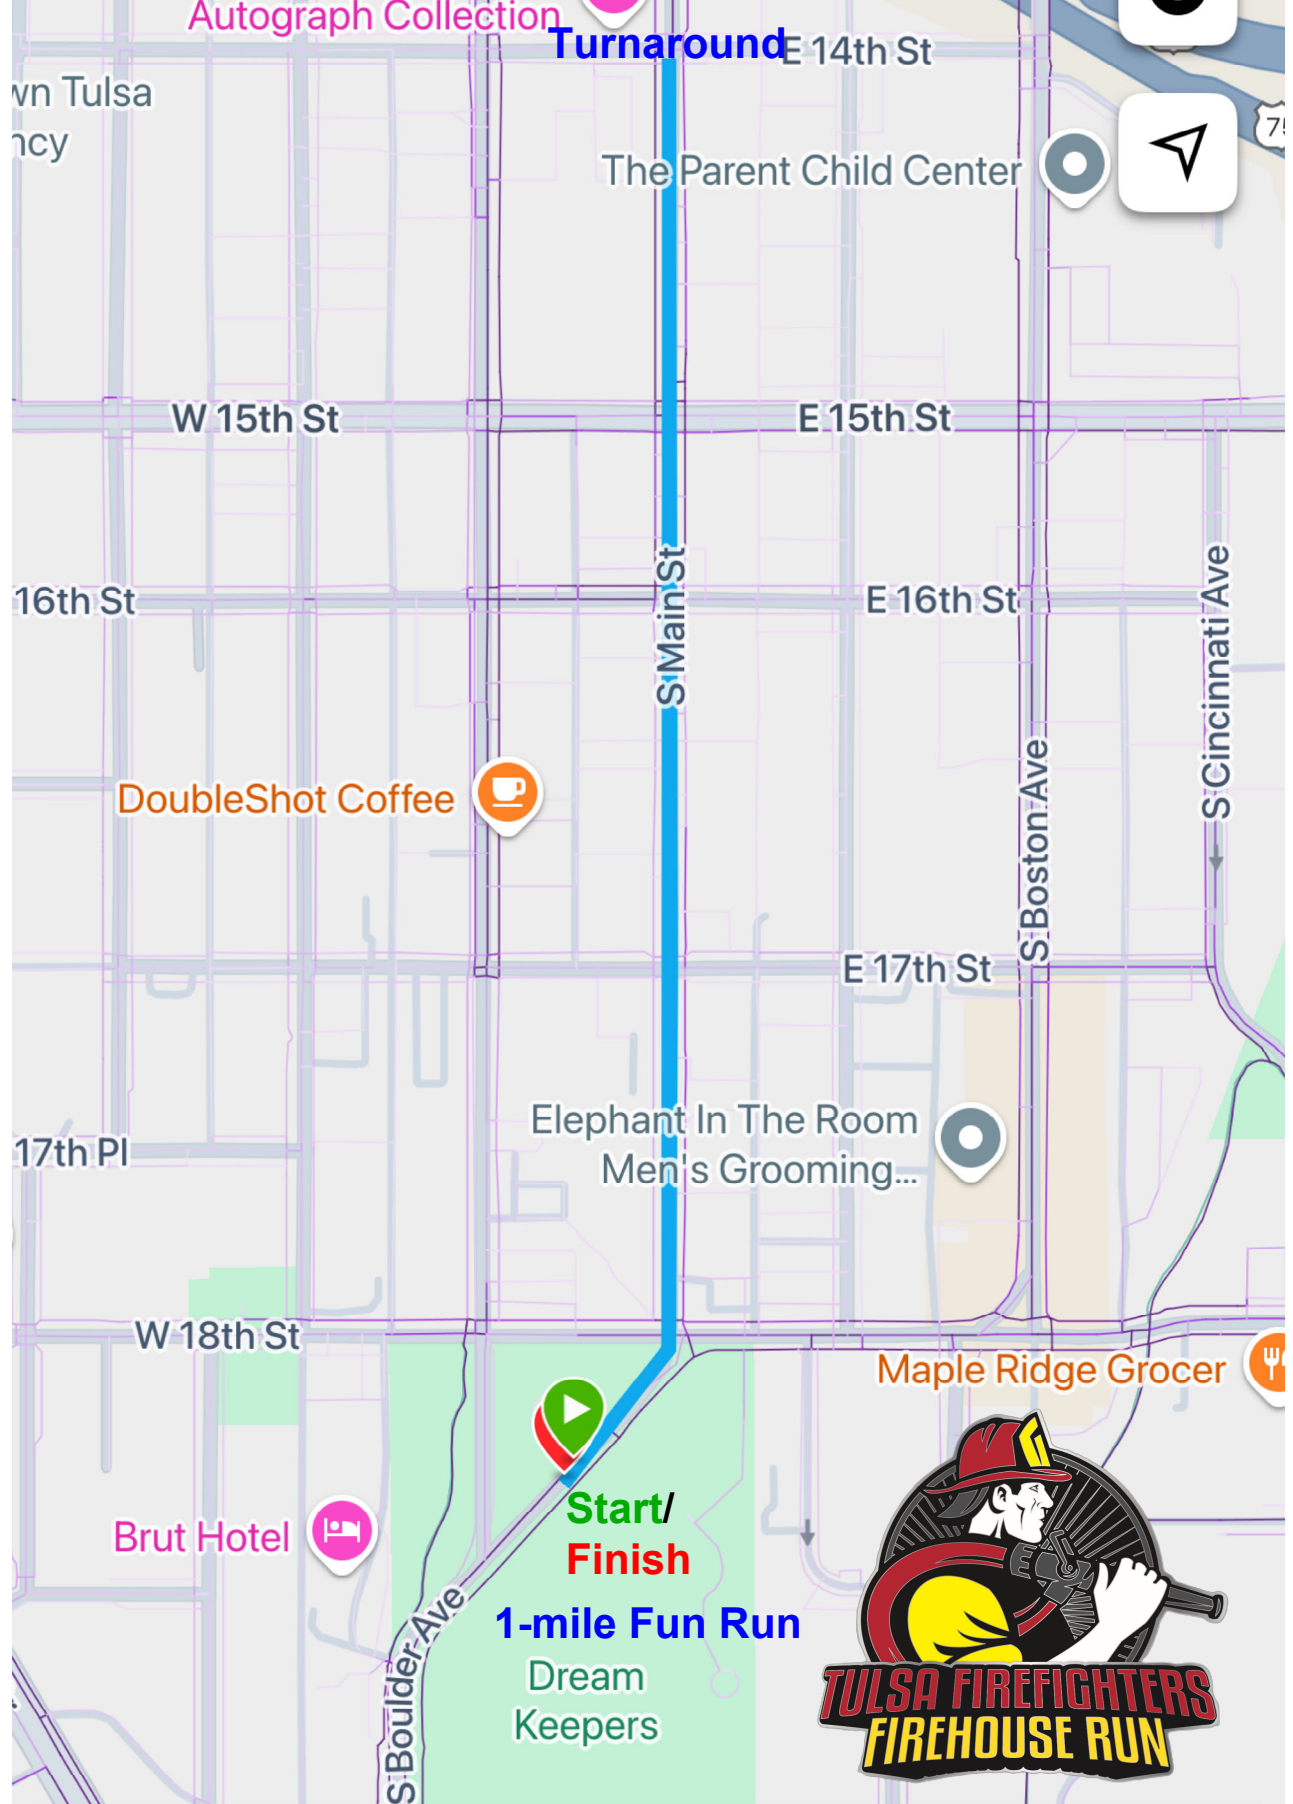 Autograph Collection
Turnaround
E 14th St
wn Tulsa
ncy
The Parent Child Center
W 15th St
E 15th St
16th St
S Main St
E 16th St
S Cincinnati Ave
DoubleShot Coffee
S Boston Ave
E 17th St
Elephant In The Room
Men's Grooming...
17th Pl
W 18th St
Maple Ridge Grocer
Start/
Finish
Brut Hotel
1-mile Fun Run
Dream
Keepers
S Boulder Ave
TULSA FIREFIGHTERS
FIREHOUSE RUN